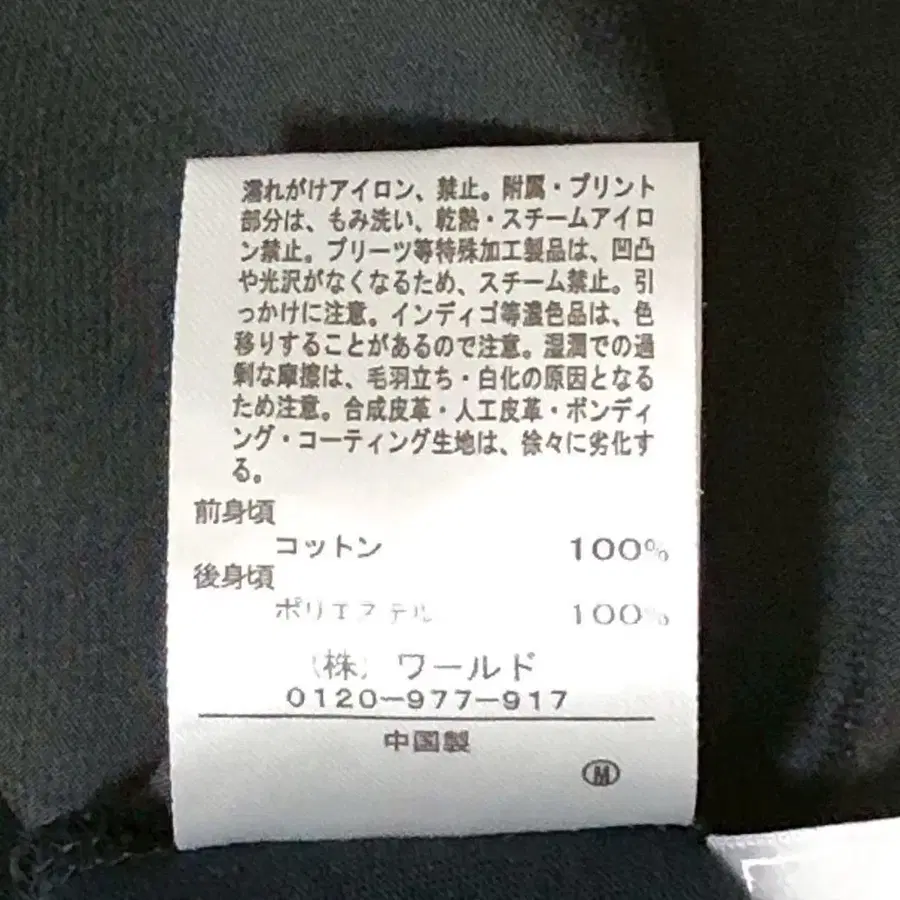 濡れがけアイロン、禁止。附属・プリント
部分は、もみ洗い、乾熱・スチームアイロ
ン禁止。プリーツ等特殊加工製品は、凹凸
や光沢がなくなるため、スチーム禁止。引
っかけに注意。インディゴ等濃色品は、色
移りすることがあるので注意。湿潤での過
剰な摩擦は、毛羽立ち・白化の原因となる
ため注意。合成皮革・人工皮革・ボンディ
ング・コーティング生地は、徐々に劣化す
る。
前身頃
コットン 100%
後身頃
ポリエステル 100%
(株) ワールド
0120-977-917
中国製
Ⓜ